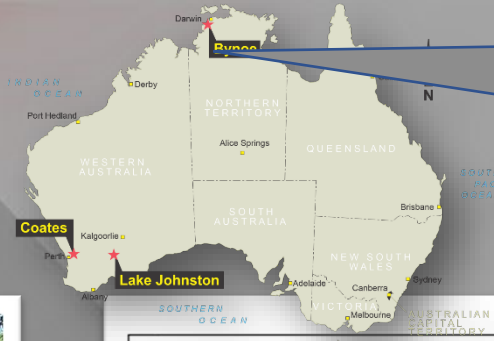 Darwin
Bynoe
INDIAN
OCEAN
Derby
N
NORTHERN
TERRITORY
Port Hedland
Alice Springs
QUEENSLAND
WESTERN
AUSTRALIA
Brisbane
SOUTH
AUSTRALIA
Coates
Kalgoorlie
Perth
NEW SOUTH
WALES
Lake Johnston
Adelaide
Canberra
Sydney
Albany
VICTORIA
SOUTHERN
OCEAN
Melbourne
AUSTRALIAN
CAPITAL
TERRITORY